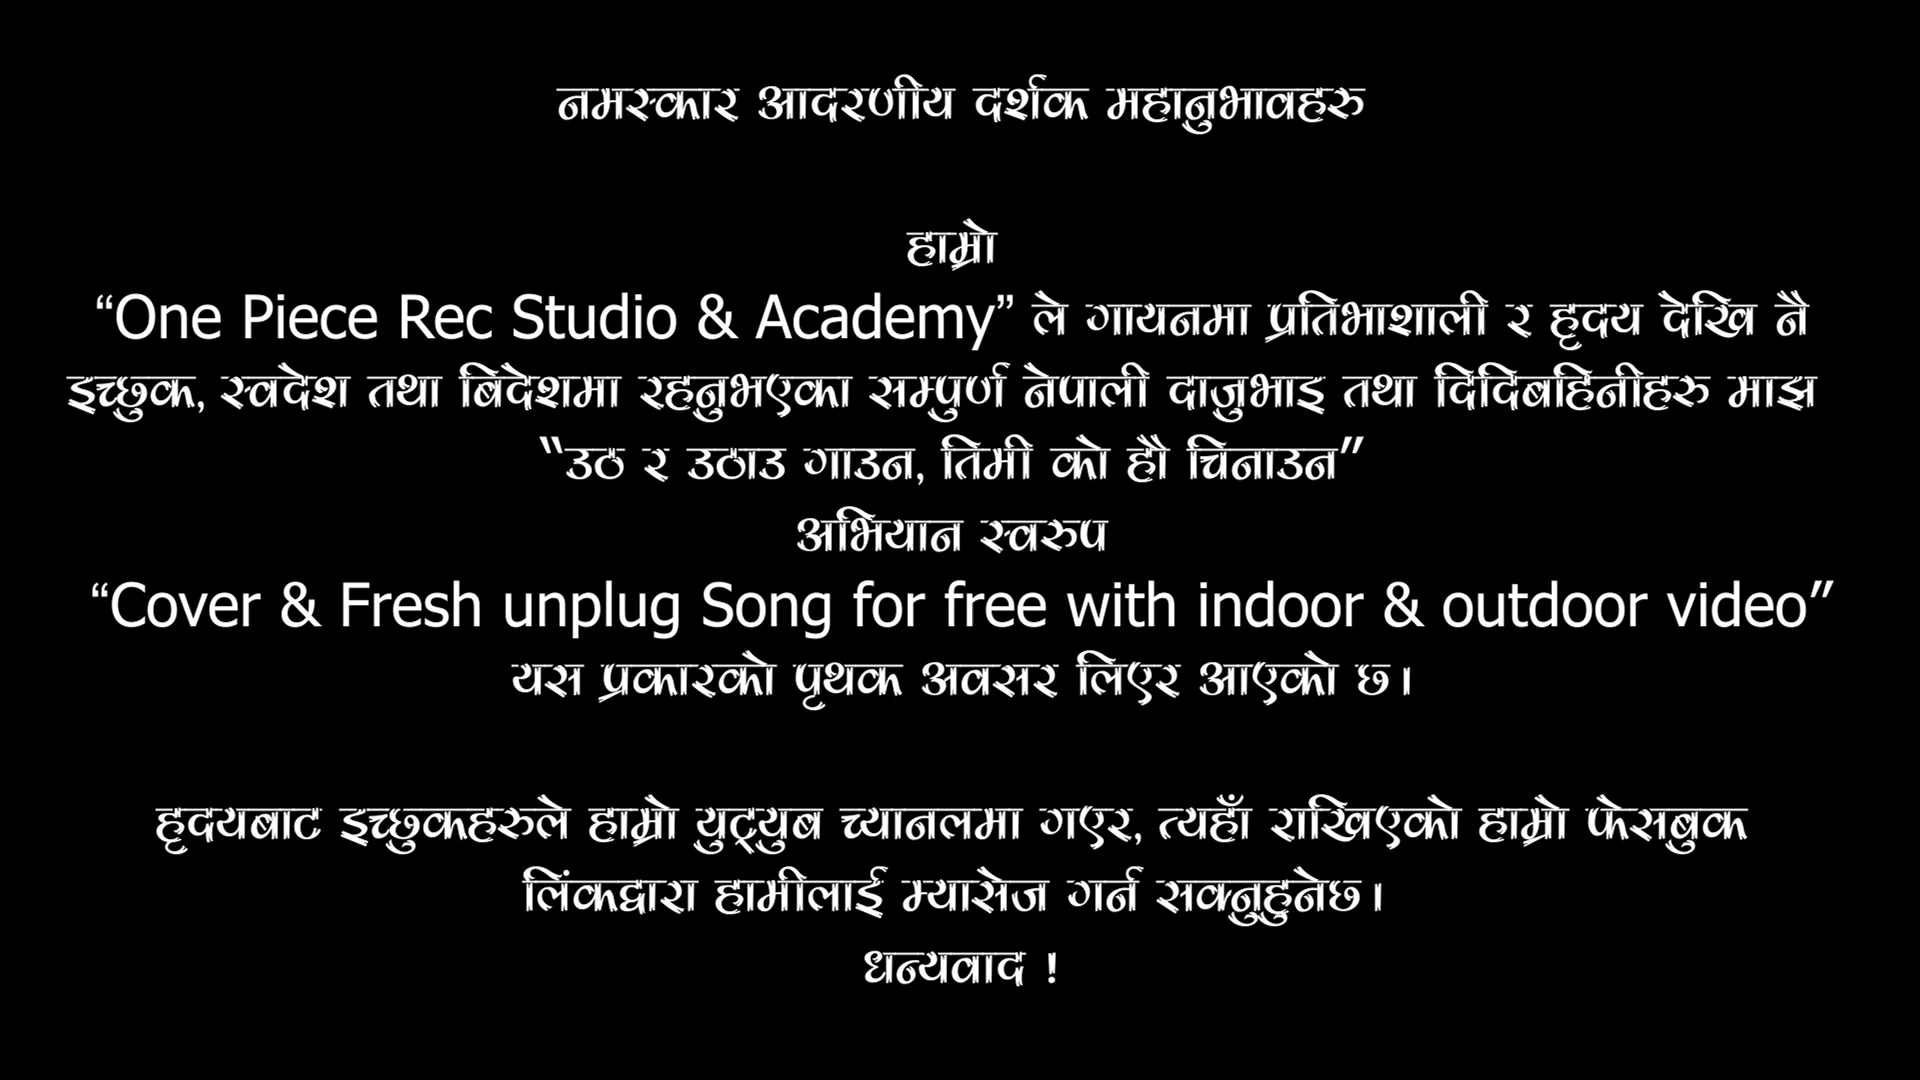 नमस्कार आदरणीय दर्शक महानुभावहरु
हाम्रो
“One Piece Rec Studio & Academy” ले गायनमा प्रतिभाशाली र हृदय देखि नै
इच्छुक, स्वदेश तथा बिदेशमा रहनुभएका सम्पुर्ण नेपाली दाजुभाइ तथा दिदिबहिनीहरु माझ
“उठ र उठाउ गाउन, तिमी को हौ चिनाउन”
अभियान स्वरुप
“Cover & Fresh unplug Song for free with indoor & outdoor video”
यस प्रकारको पृथक अवसर लिएर आएको छ।
हृदयबाट इच्छुकहरुले हाम्रो युट्युब च्यानलमा गएर, त्यहाँ राखिएको हाम्रो फेसबुक
लिंकद्वारा हामीलाई म्यासेज गर्न सक्नुहुनेछ।
धन्यवाद !